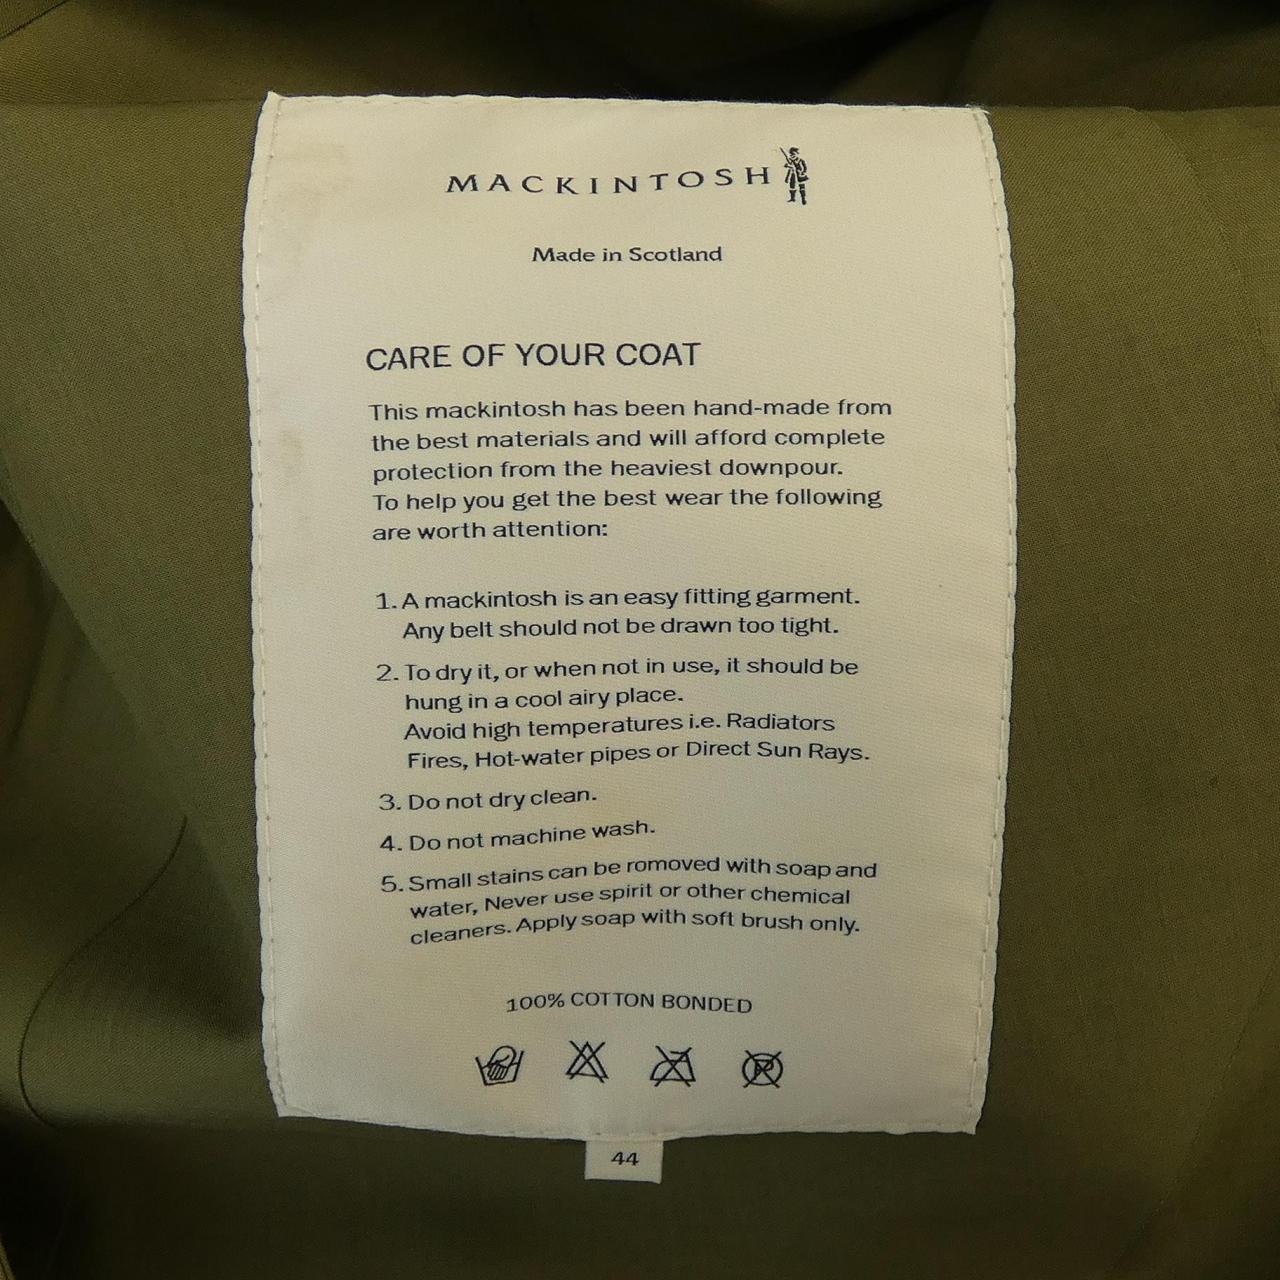 MACKINTOSH
Made in Scotland
CARE OF YOUR COAT
This mackintosh has been hand-made from
the best materials and will afford complete
protection from the heaviest downpour.
To help you get the best wear the following
are worth attention:
1. A mackintosh is an easy fitting garment.
Any belt should not be drawn too tight.
2. To dry it, or when not in use, it should be
hung in a cool airy place.
Avoid high temperatures i.e. Radiators
Fires, Hot-water pipes or Direct Sun Rays.
3. Do not dry clean.
4. Do not machine wash.
5. Small stains can be romoved with soap and
water, Never use spirit or other chemical
cleaners. Apply soap with soft brush only.
100% COTTON BONDED
P
44